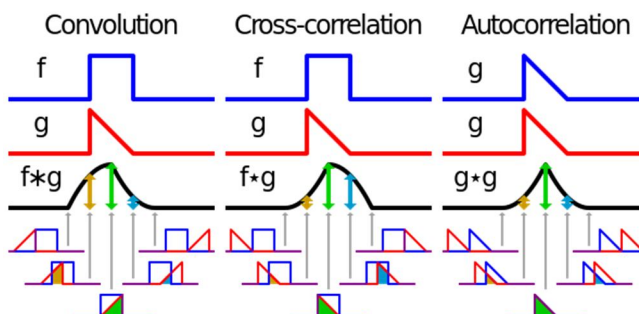 Convolution
Cross-correlation
Autocorrelation
f
g
f∗g
f
g
f⋆g
g
g
g⋆g